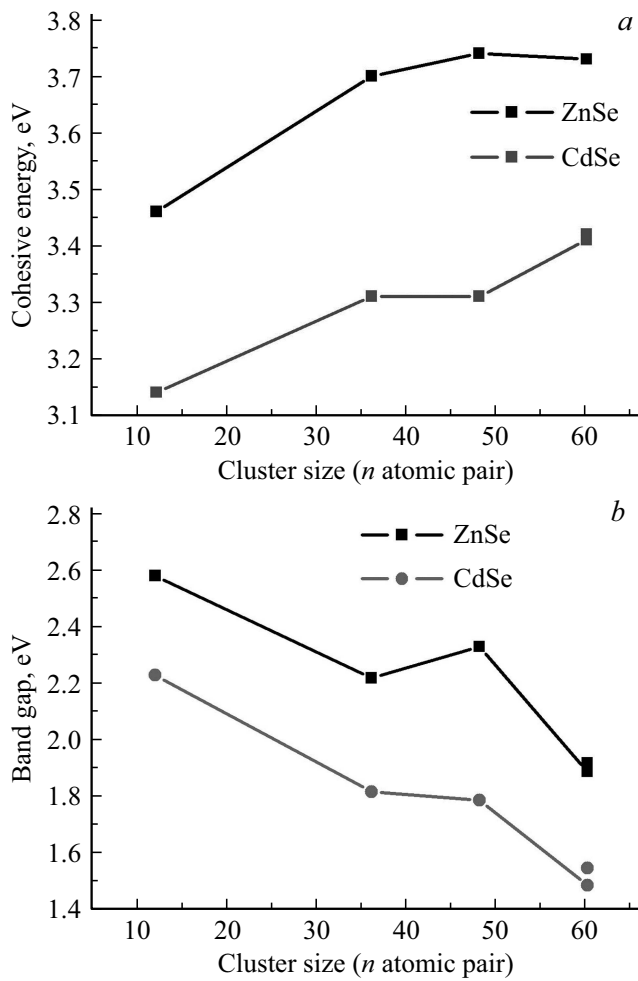 a
3.8
3.7
3.6
3.5
3.4
3.3
3.2
3.1
Cohesive energy, eV
ZnSe
CdSe
10 20 30 40 50 60
Cluster size (n atomic pair)
b
2.8
2.6
2.4
2.2
2.0
1.8
1.6
1.4
Band gap, eV
ZnSe
CdSe
10 20 30 40 50 60
Cluster size (n atomic pair)